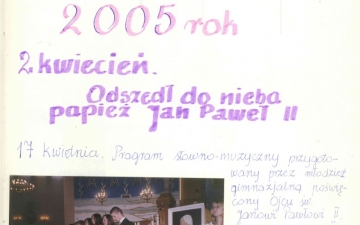 2005 rok
2 kwiecień.
Odszedł do nieba
papież Jan Paweł II
17 kwietnia. Program słowno-muzyczny przygoto-
wany przez młodzież
gimnazjalną poświę-
cony Ojcu św.
Janowi Pawłowi II